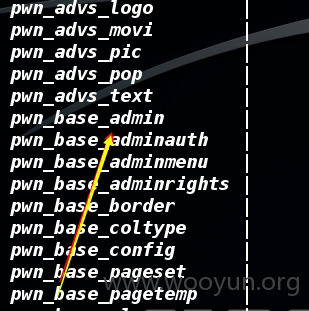 pwn_advs_logo
pwn_advs_movi
pwn_advs_pic
pwn_advs_pop
pwn_advs_text
pwn_base_admin
pwn_base_adminauth
pwn_base_adminmenu
pwn_base_adminrights
pwn_base_border
pwn_base_coltype
pwn_base_config
pwn_base_pageset
www.wooyun.org
pwn_base_pagetemp